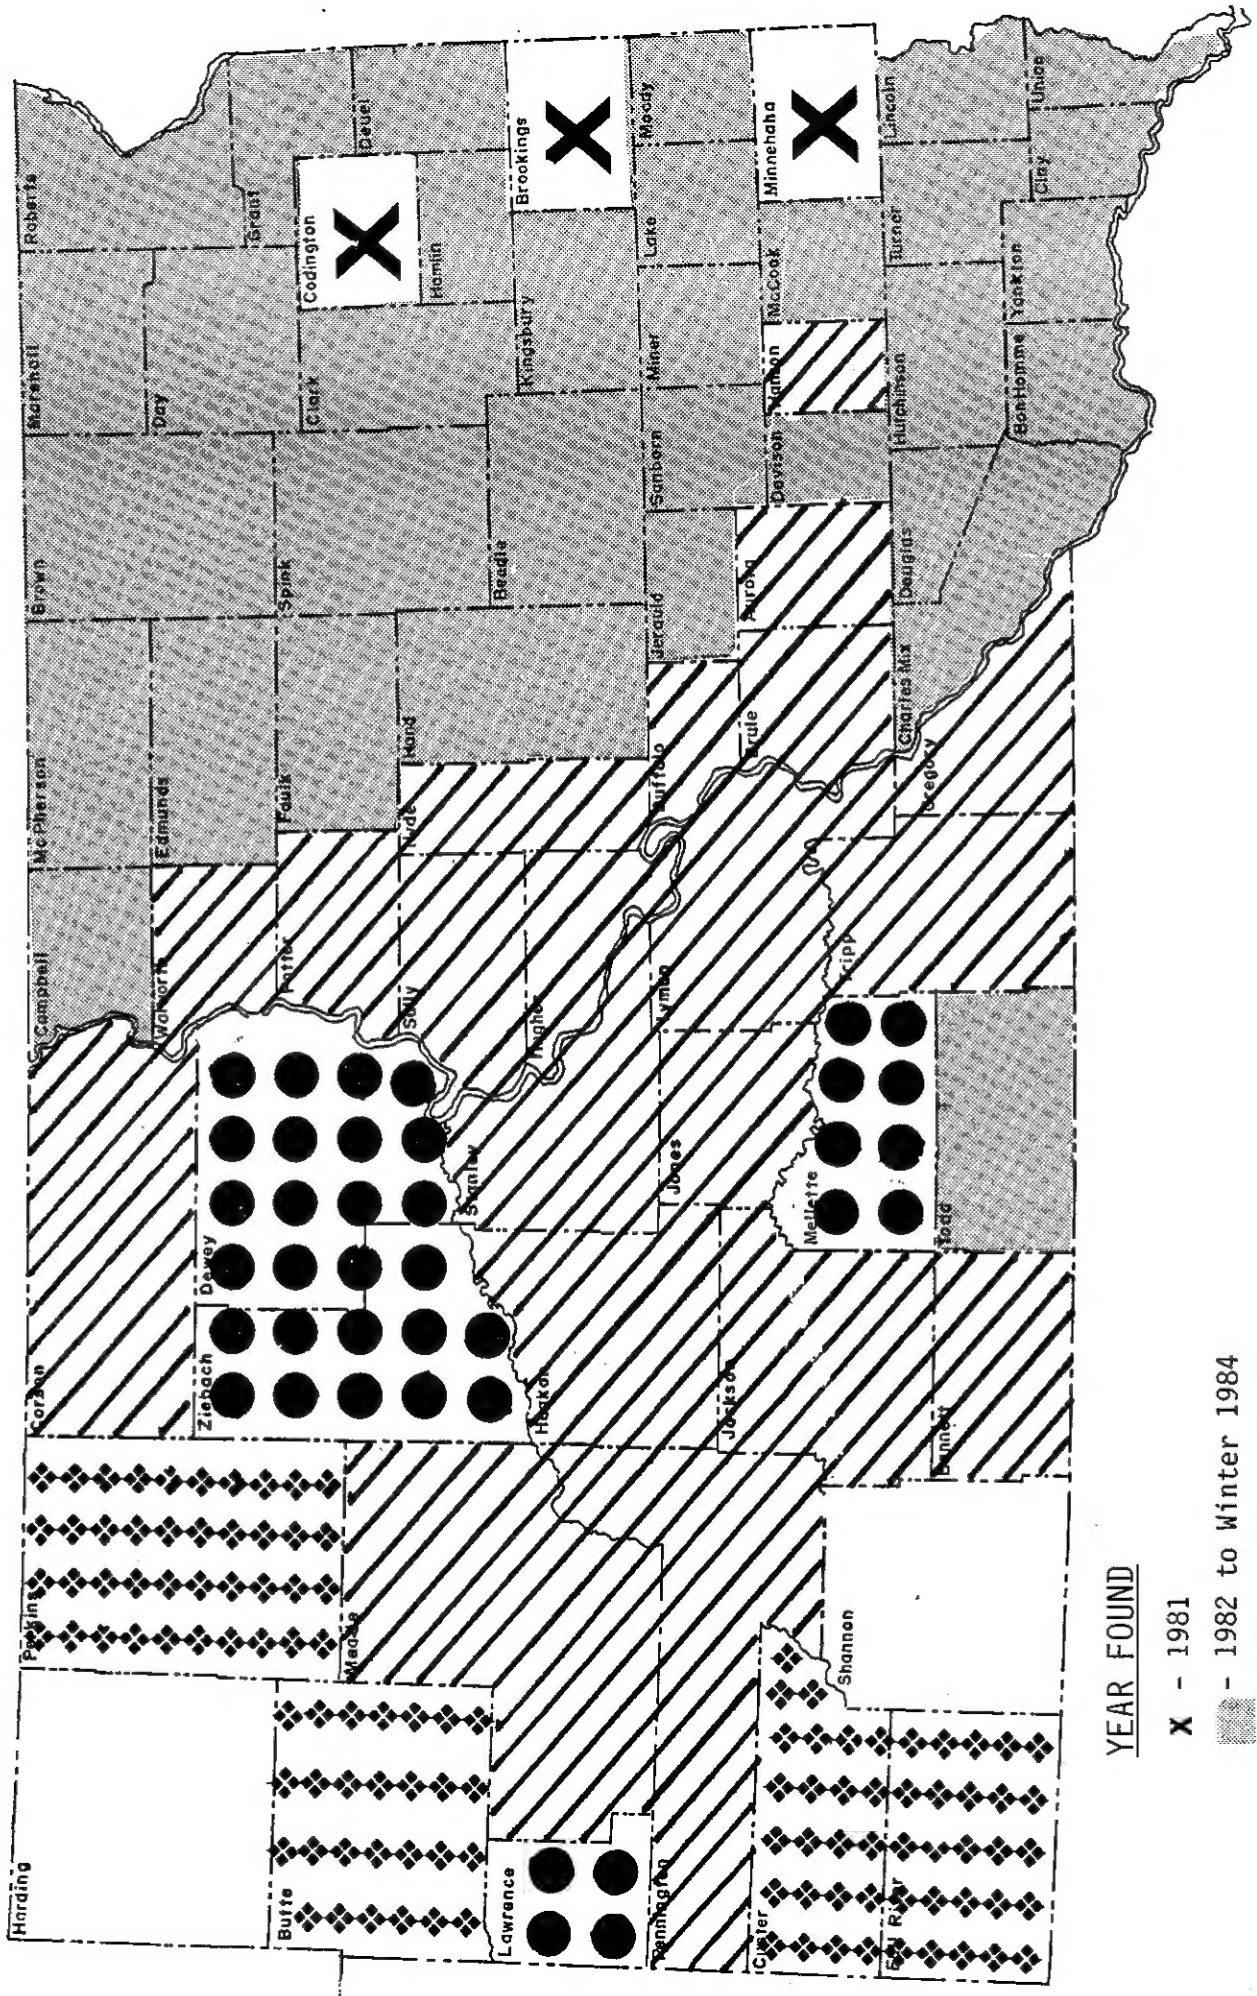 Harding
Perkins
Corson
Campbell
McPherson
Brown
Marshall
Roberts
Walworth
Edmunds
Day
Grant
Butte
Meade
Ziebach
Dewey
Potter
Faulk
Spink
Clark
Codington
X
Deuel
Hamlin
Sully
Hyde
Hand
Beadle
Kingsbury
Brookings
X
Lawrence
Haakon
Stanley
Hughes
Buffalo
Jerauld
Sanborn
Miner
Lake
Moody
Pennington
Jackson
Jones
Lyman
Brule
Aurora
Davison
Hanson
McCook
Minnehaha
X
Custer
Shannon
Mellette
Tripp
Gregory
Charles Mix
Douglas
Hutchinson
Turner
Lincoln
Fall River
Bennett
Todd
Bon Homme
Yankton
Clay
Union
YEAR FOUND
X - 1981
- 1982 to Winter 1984